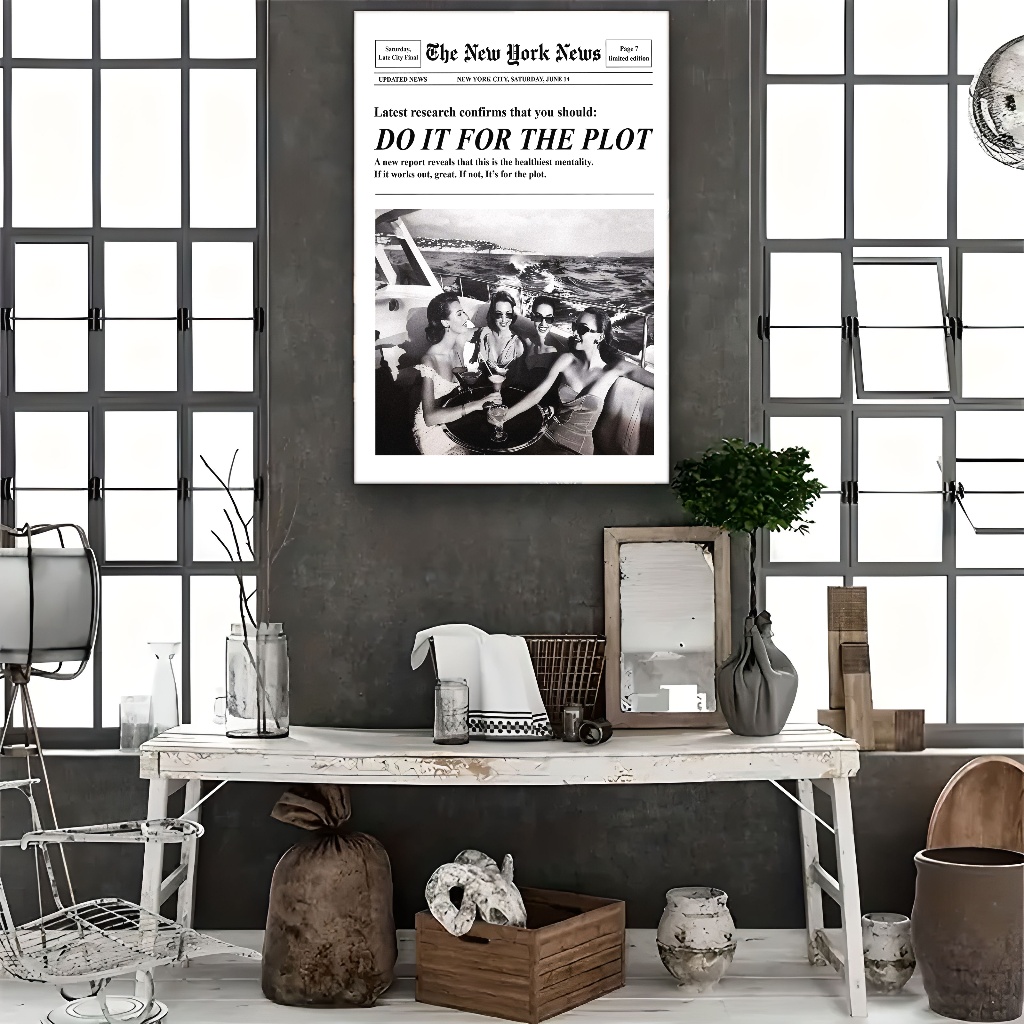 Saturday,
Late City Final
The New York News
Page 7
limited edition
UPDATED NEWS
NEW YORK CITY, SATURDAY, JUNE 14
Latest research confirms that you should:
DO IT FOR THE PLOT
A new report reveals that this is the healthiest mentality.
If it works out, great. If not, It's for the plot.